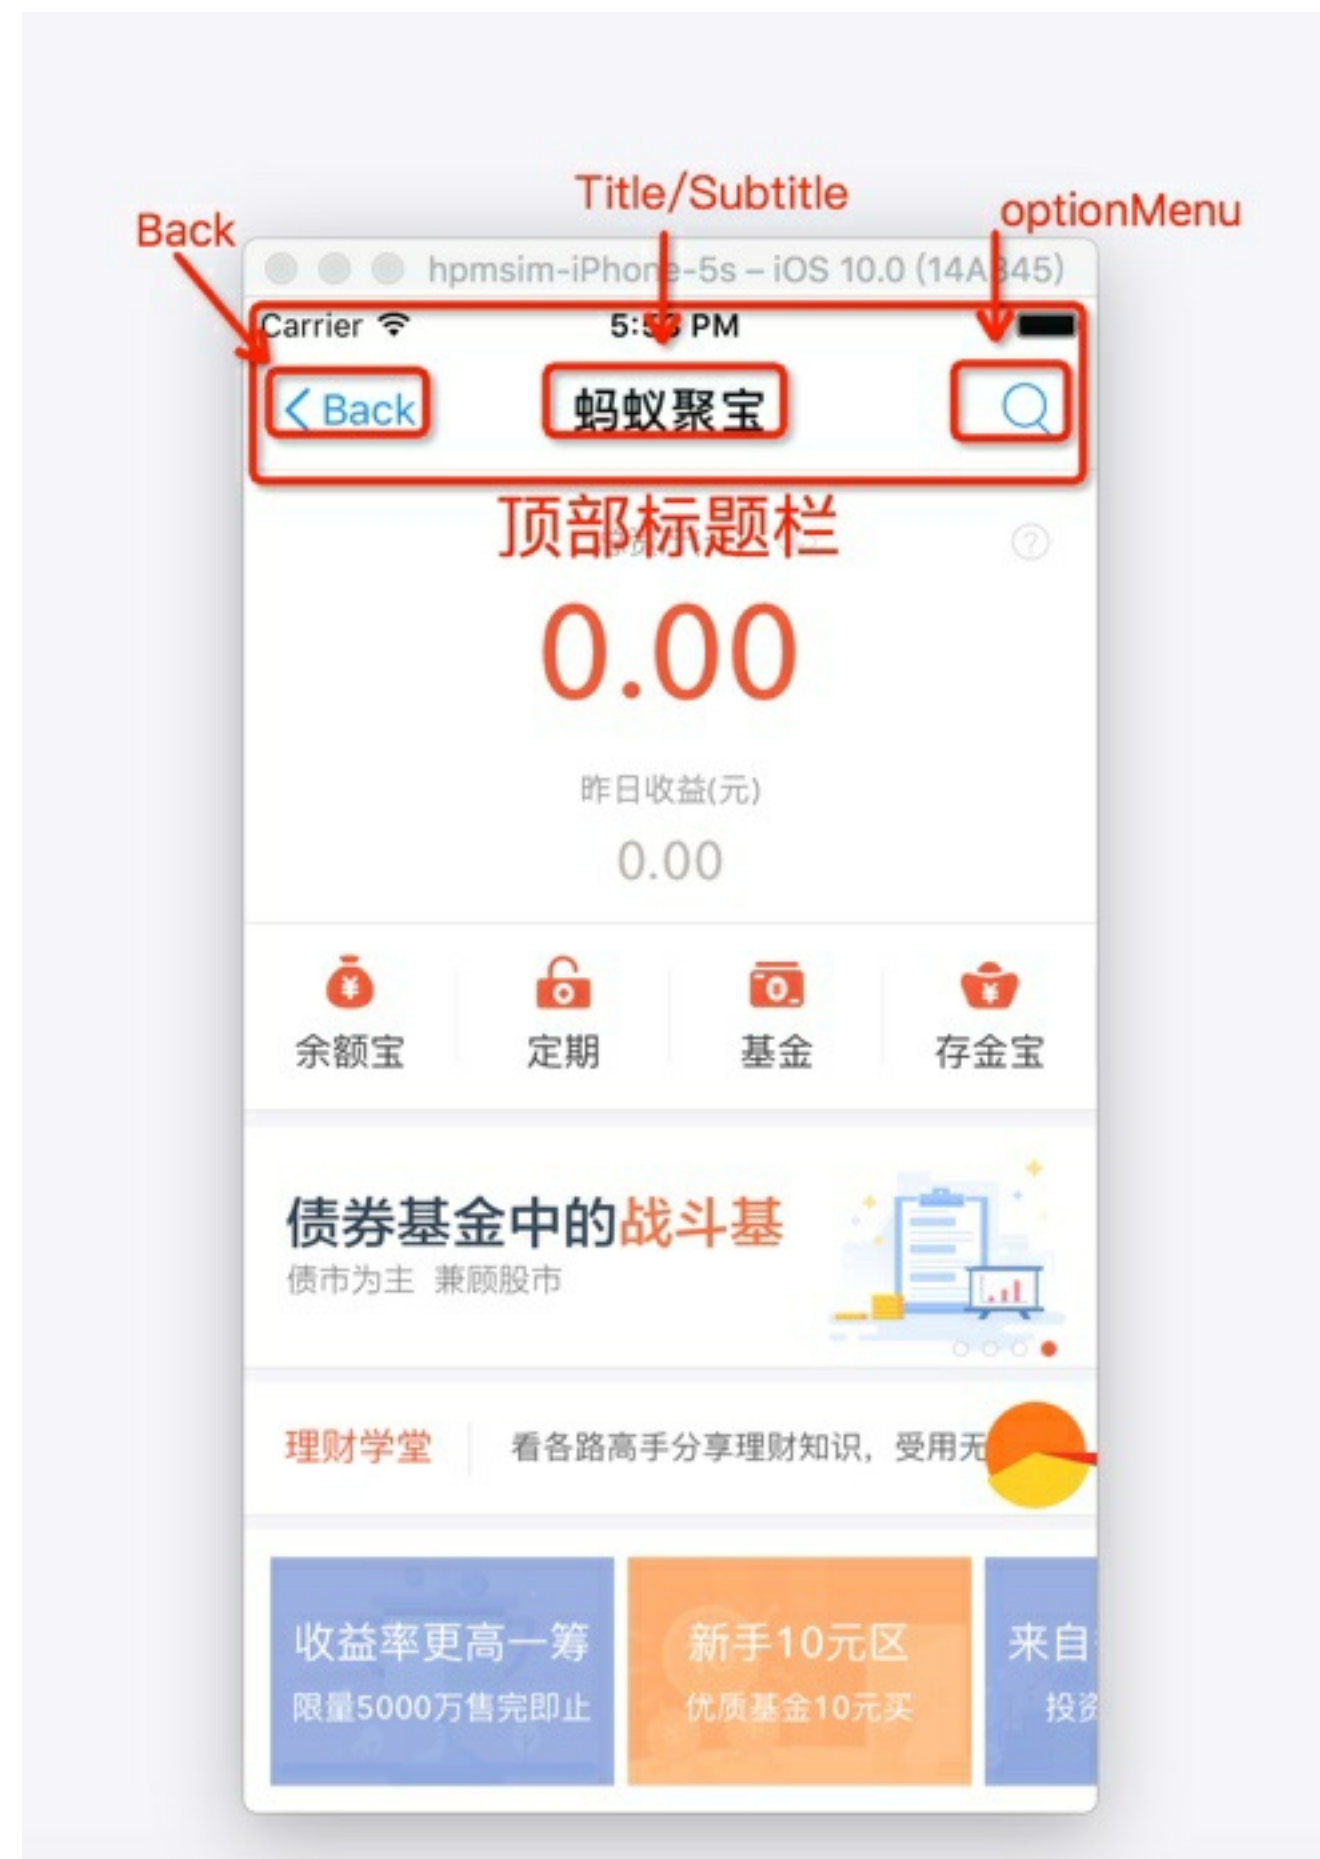 Title/Subtitle
optionMenu
Back
hpmsim-iPhone-5s – iOS 10.0 (14A345)
Carrier
5:53 PM
Back
蚂蚁聚宝
顶部标题栏
0.00
昨日收益(元)
0.00
余额宝
定期
基金
存金宝
债券基金中的战斗基
债市为主 兼顾股市
理财学堂
看各路高手分享理财知识，受用无
收益率更高一筹
新手10元区
来自
限量5000万售完即止
优质基金10元买
投资